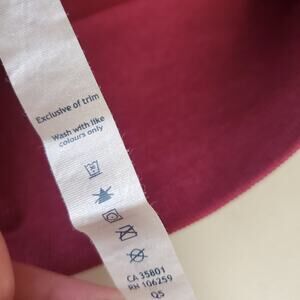 Exclusive of trim
Wash with like
colours only
CA 35801
RN 106259
Q5